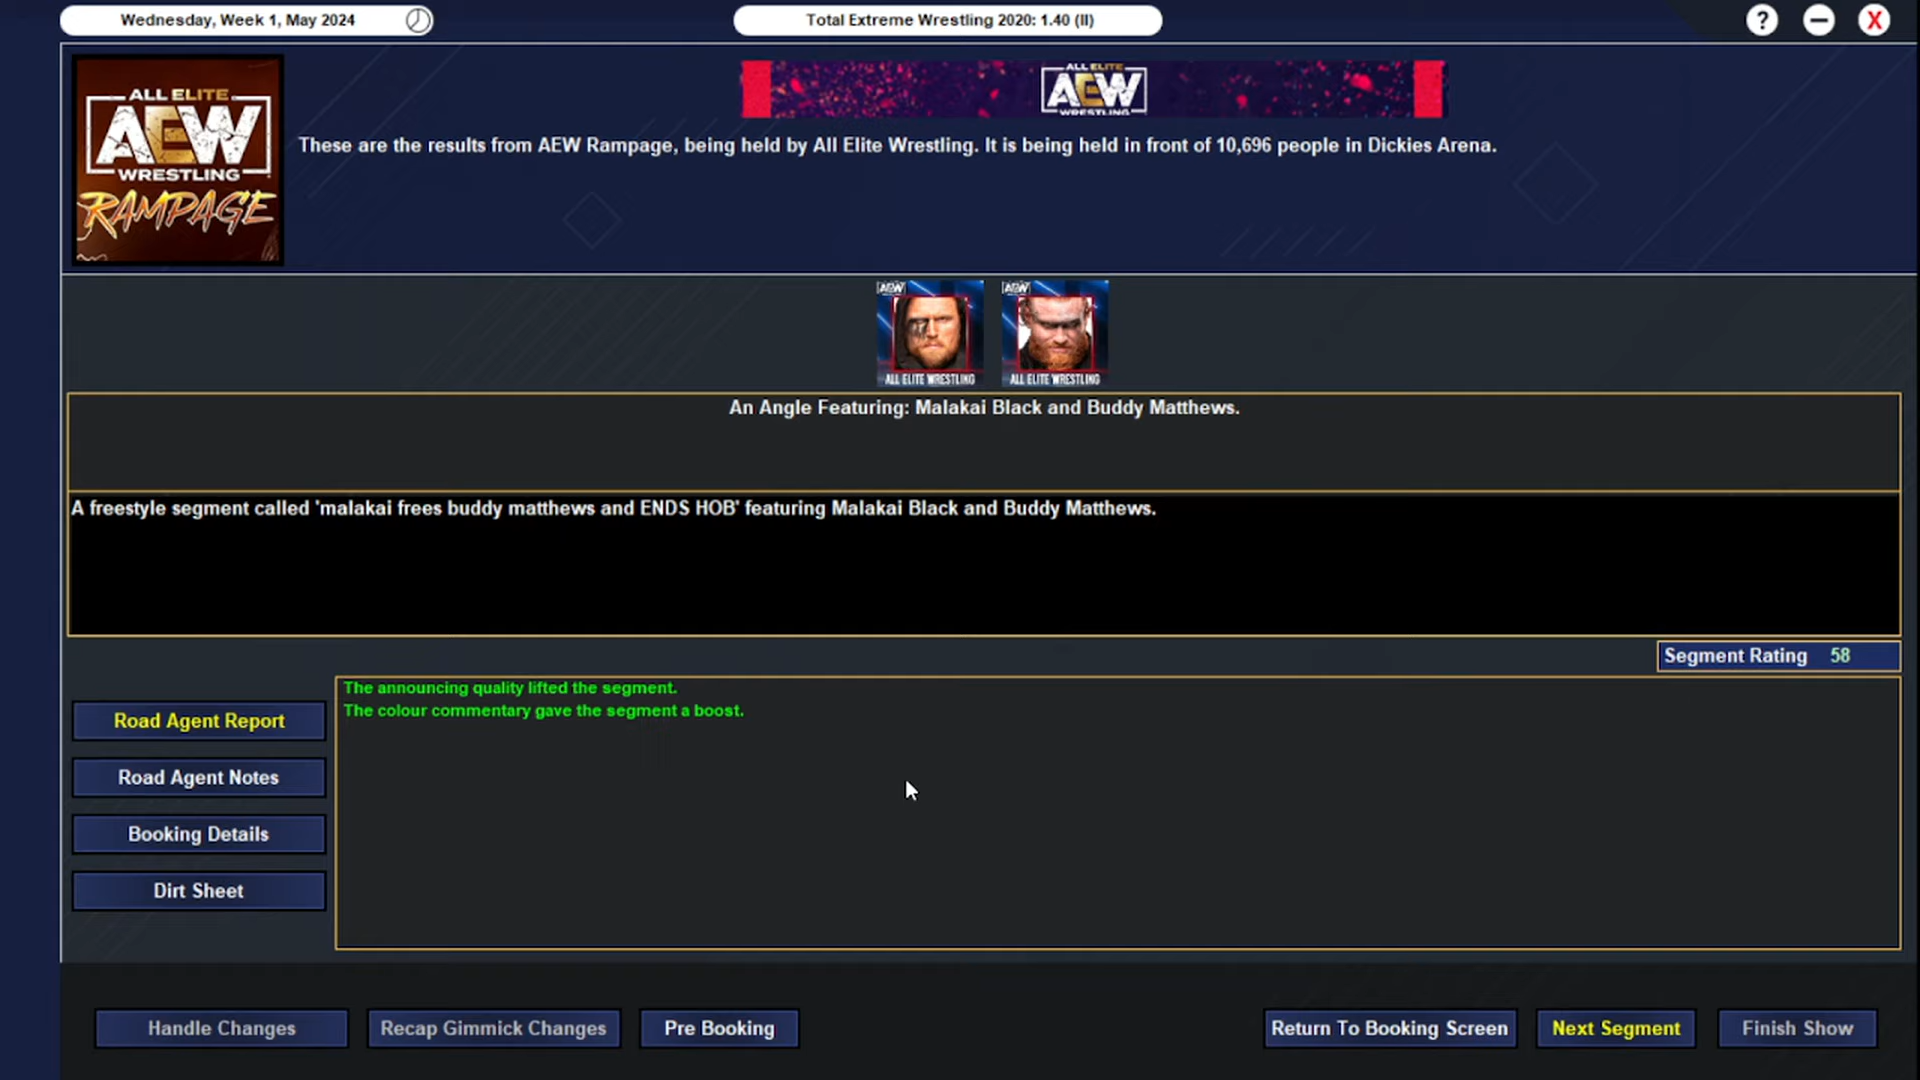 Wednesday, Week 1, May 2024
Total Extreme Wrestling 2020: 1.40 (II)
?
X
ALL ELITE
AEW
WRESTLING
RAMPAGE
ALL ELITE
AEW
WRESTLING
These are the results from AEW Rampage, being held by All Elite Wrestling. It is being held in front of 10,696 people in Dickies Arena.
AEW
ALL ELITE WRESTLING
AEW
ALL ELITE WRESTLING
An Angle Featuring: Malakai Black and Buddy Matthews.
A freestyle segment called 'malakai frees buddy matthews and ENDS HOB' featuring Malakai Black and Buddy Matthews.
Segment Rating 58
The announcing quality lifted the segment.
The colour commentary gave the segment a boost.
Road Agent Report
Road Agent Notes
Booking Details
Dirt Sheet
Handle Changes
Recap Gimmick Changes
Pre Booking
Return To Booking Screen
Next Segment
Finish Show